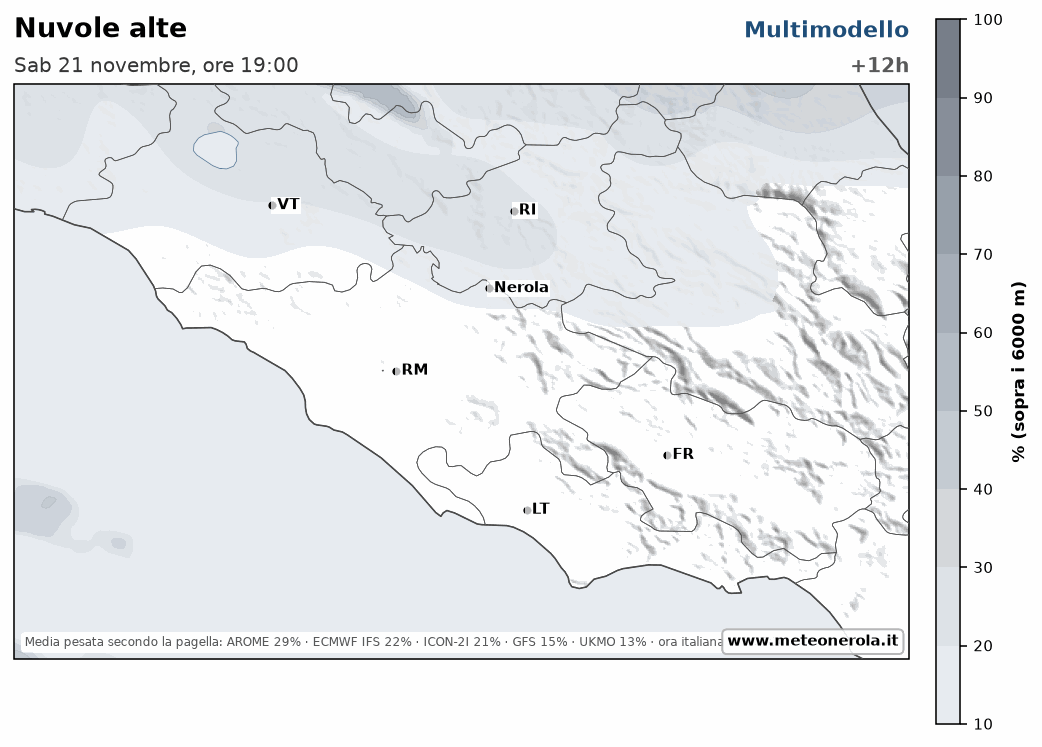 Nuvole alte
Multimodello
Sab 21 novembre, ore 19:00
+12h
100
90
80
70
60
50
40
30
20
10
% (sopra i 6000 m)
VT
RI
Nerola
RM
FR
LT
Media pesata secondo la pagella: AROME 29% · ECMWF IFS 22% · ICON-2I 21% · GFS 15% · UKMO 13% · ora italiana
www.meteonerola.it